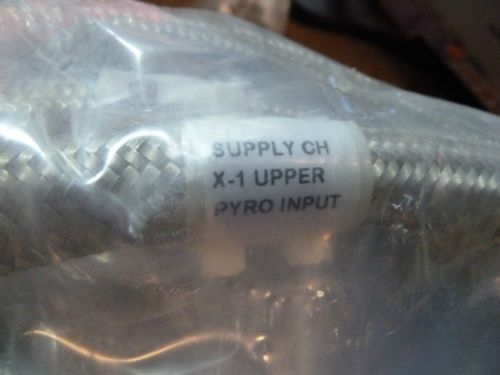 SUPPLY CH
X-1 UPPER
PYRO INPUT